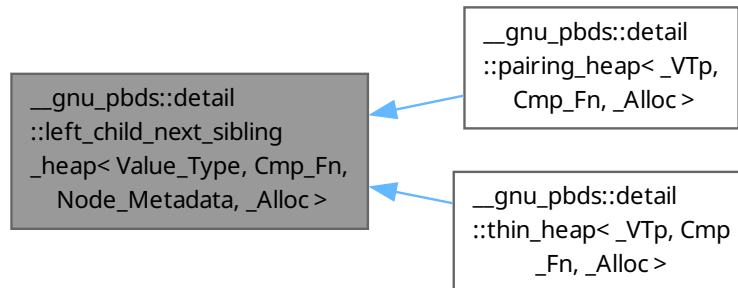 __gnu_pbds::detail
::left_child_next_sibling
_heap< Value_Type, Cmp_Fn,
Node_Metadata, _Alloc >
__gnu_pbds::detail
::pairing_heap< _VTp,
Cmp_Fn, _Alloc >
__gnu_pbds::detail
::thin_heap< _VTp, Cmp
_Fn, _Alloc >